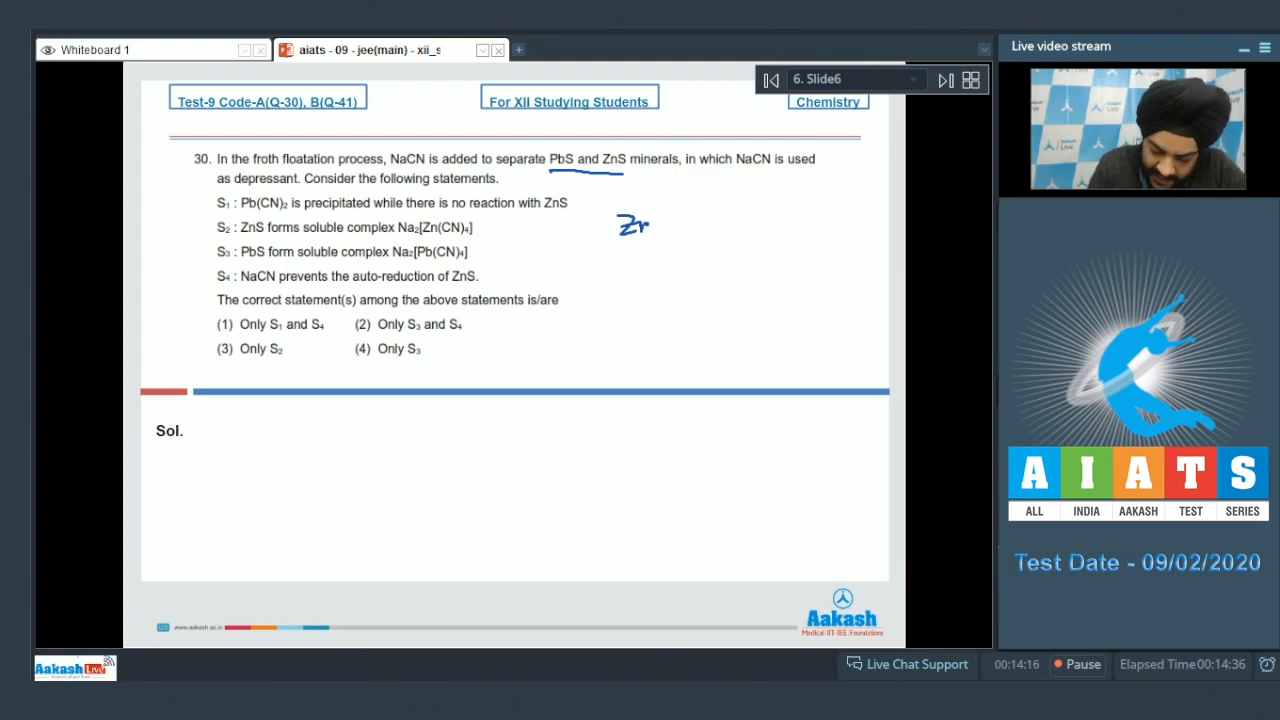 Whiteboard 1
aiats - 09 - jee(main) - xii_s
Live video stream
6. Slide6
Test-9 Code-A(Q-30), B(Q-41)
For XII Studying Students
Chemistry
30. In the froth floatation process, NaCN is added to separate PbS and ZnS minerals, in which NaCN is used
as depressant. Consider the following statements.
S₁ : Pb(CN)₂ is precipitated while there is no reaction with ZnS
S₂ : ZnS forms soluble complex Na₂[Zn(CN)₄]
S₃ : PbS form soluble complex Na₂[Pb(CN)₄]
S₄ : NaCN prevents the auto-reduction of ZnS.
The correct statement(s) among the above statements is/are
(1) Only S₁ and S₄ (2) Only S₃ and S₄
(3) Only S₂ (4) Only S₃
Sol.
www.aakash.ac.in
Aakash
Medical|IIT-JEE|Foundations
AIATS
ALL INDIA AAKASH TEST SERIES
Test Date - 09/02/2020
Aakash Live
Live Chat Support
00:14:16
Pause
Elapsed Time 00:14:36